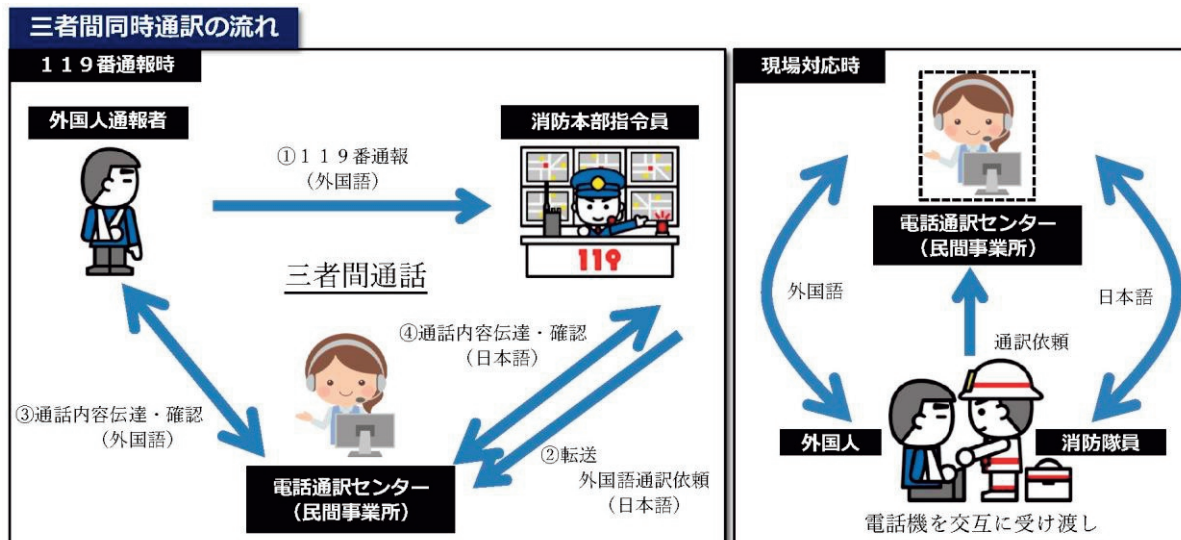 三者間同時通訳の流れ
119番通報時
外国人通報者
消防本部指令員
①119番通報
(外国語)
119
三者間通話
④通話内容伝達・確認
(日本語)
③通話内容伝達・確認
(外国語)
②転送
外国語通訳依頼
(日本語)
電話通訳センター
(民間事業所)
現場対応時
電話通訳センター
(民間事業所)
外国語
日本語
通訳依頼
外国人
消防隊員
電話機を交互に受け渡し